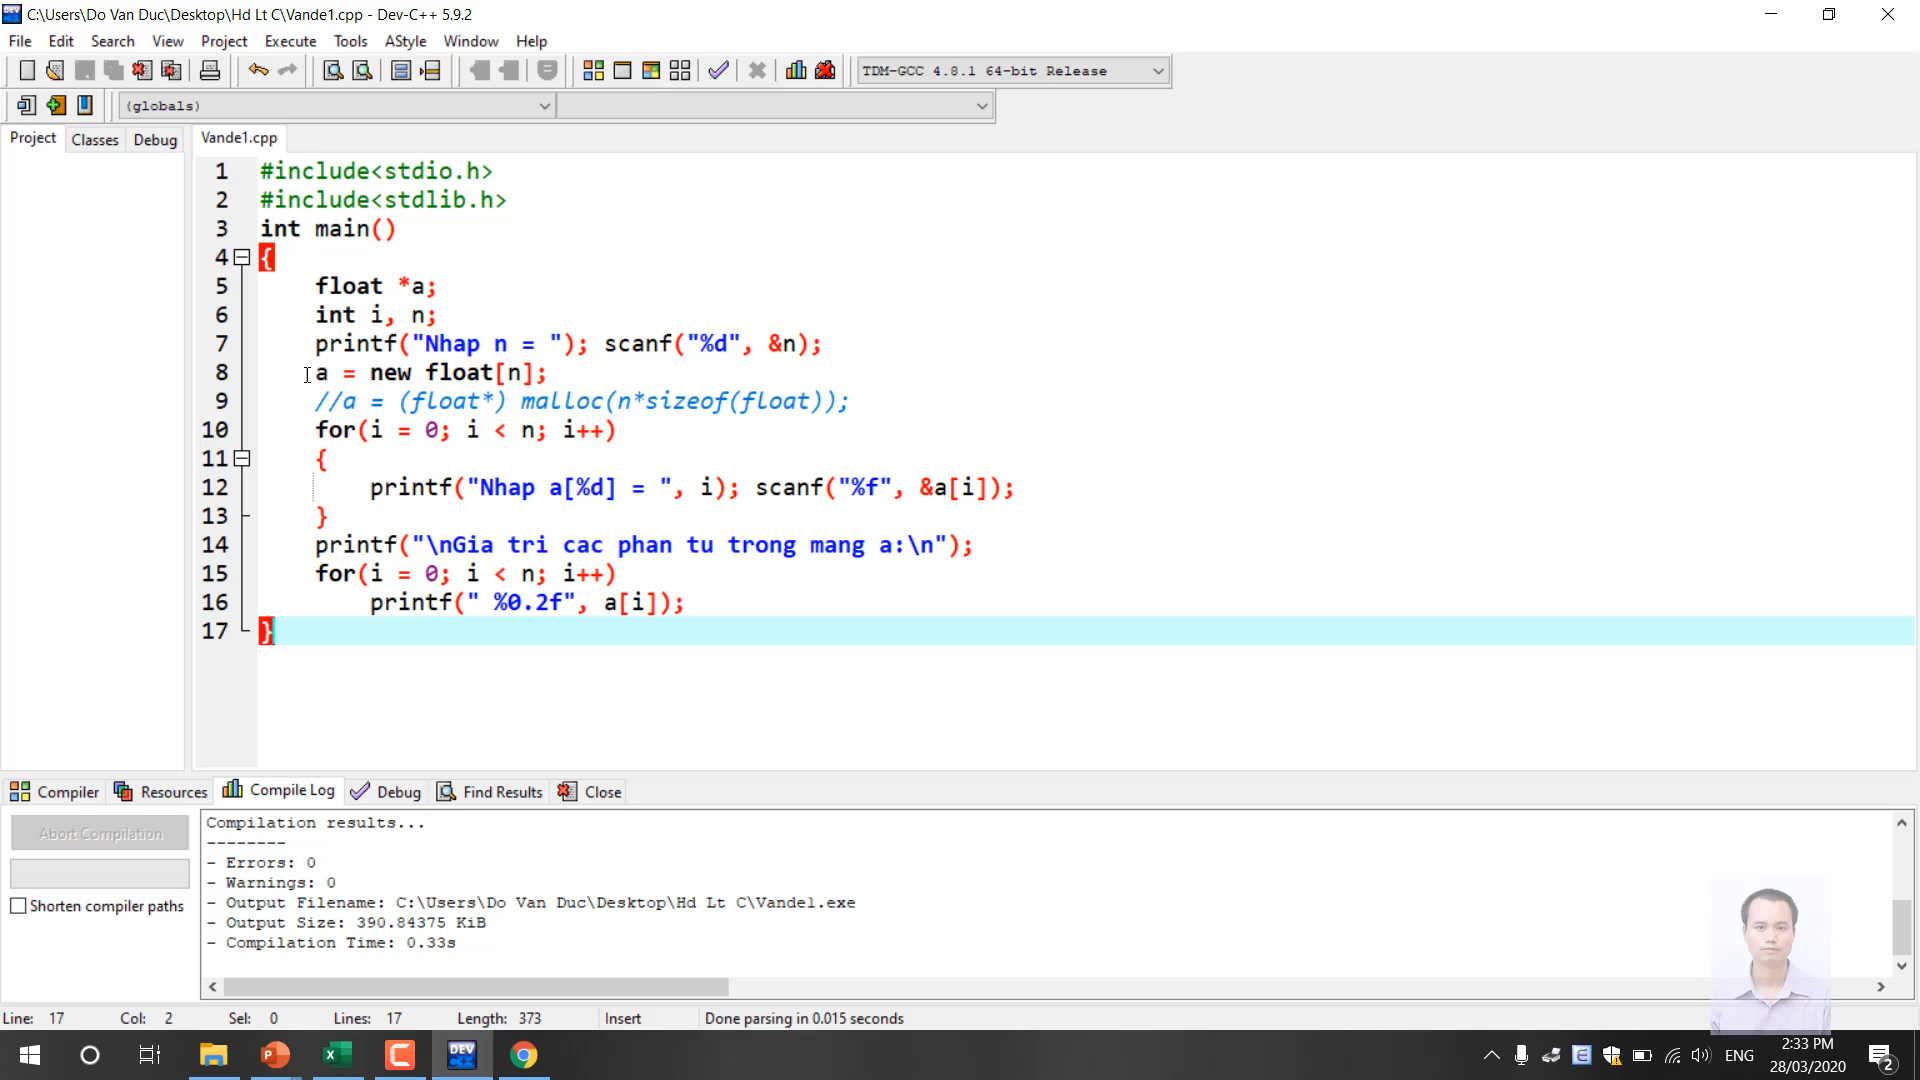 C:\Users\Do Van Duc\Desktop\Hd Lt C\Vande1.cpp - Dev-C++ 5.9.2
File Edit Search View Project Execute Tools AStyle Window Help
TDM-GCC 4.8.1 64-bit Release
(globals)
Project Classes Debug Vande1.cpp
1 #include<stdio.h>
2 #include<stdlib.h>
3 int main()
4 {
5 float *a;
6 int i, n;
7 printf("Nhap n = "); scanf("%d", &n);
8 a = new float[n];
9 //a = (float*) malloc(n*sizeof(float));
10 for(i = 0; i < n; i++)
11 {
12 printf("Nhap a[%d] = ", i); scanf("%f", &a[i]);
13 }
14 printf("\nGia tri cac phan tu trong mang a:\n");
15 for(i = 0; i < n; i++)
16 printf(" %0.2f", a[i]);
17 }
Compiler Resources Compile Log Debug Find Results Close
Abort Compilation
Shorten compiler paths
Compilation results...
--------
- Errors: 0
- Warnings: 0
- Output Filename: C:\Users\Do Van Duc\Desktop\Hd Lt C\Vande1.exe
- Output Size: 390.84375 KiB
- Compilation Time: 0.33s
Line: 17 Col: 2 Sel: 0 Lines: 17 Length: 373 Insert Done parsing in 0.015 seconds
DEV
ENG
2:33 PM
28/03/2020
2